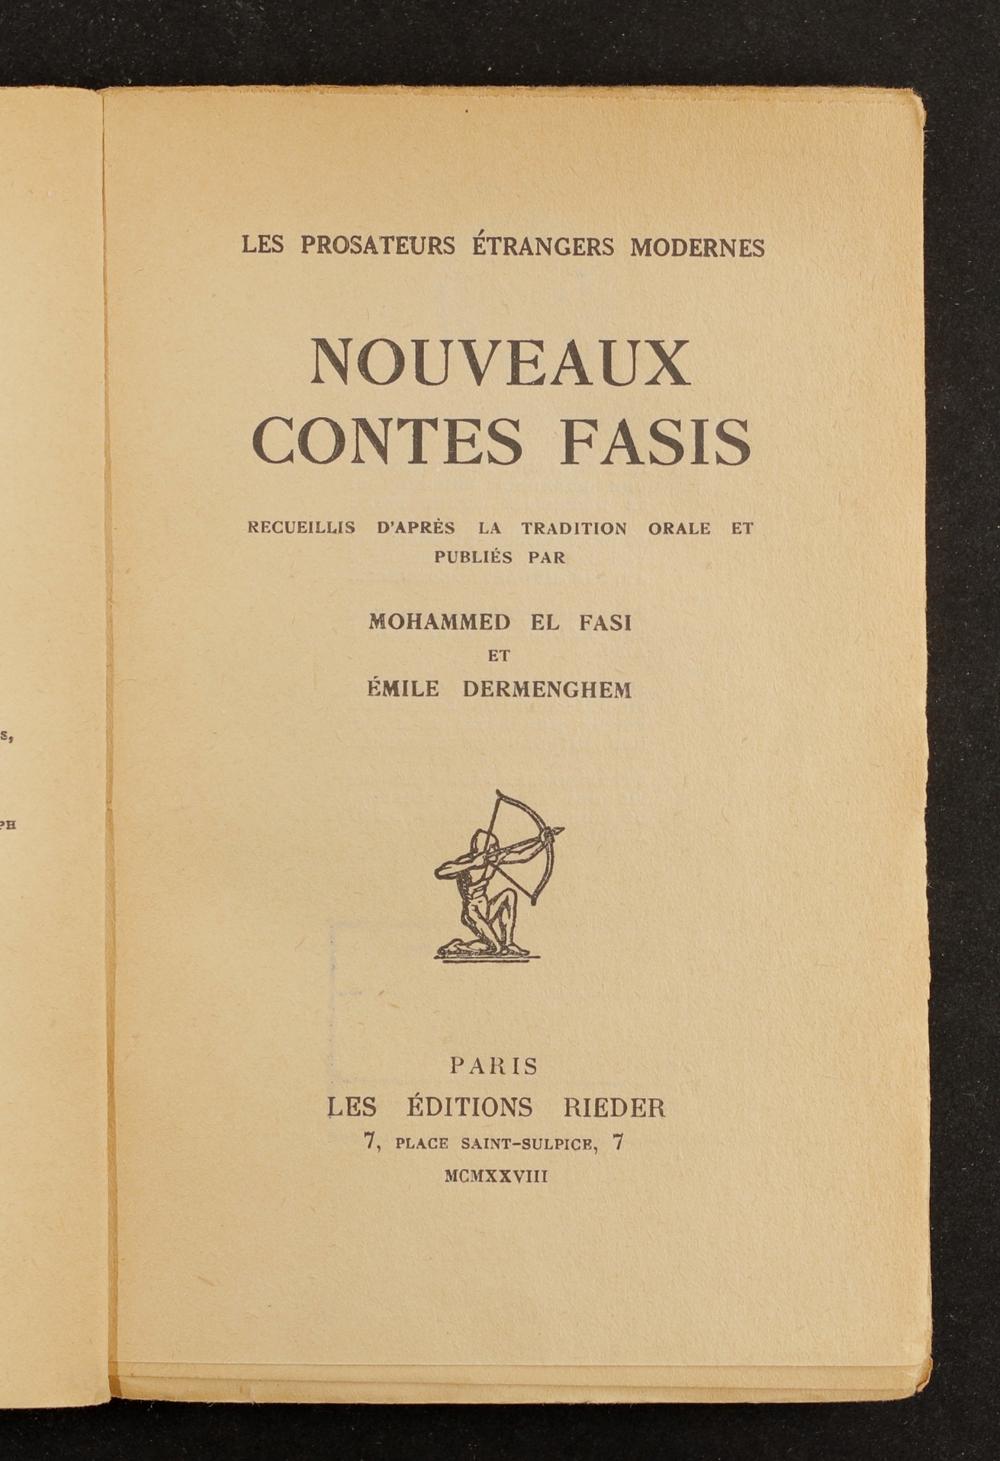 LES PROSATEURS ÉTRANGERS MODERNES
NOUVEAUX
CONTES FASIS
RECUEILLIS D'APRÈS LA TRADITION ORALE ET
PUBLIÉS PAR
MOHAMMED EL FASI
ET
ÉMILE DERMENGHEM
PARIS
LES ÉDITIONS RIEDER
7, PLACE SAINT-SULPICE, 7
MCMXXVIII